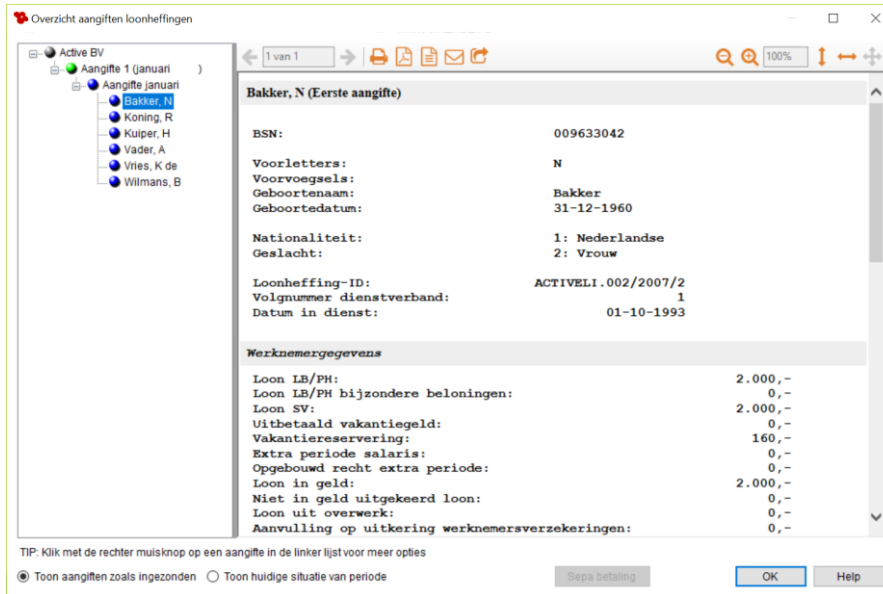 Overzicht aangiften loonheffingen
Active BV
Aangifte 1 (januari )
Aangifte januari
Bakker, N
Koning, R
Kuiper, H
Vader, A
Vries, K de
Wilmans, B
1 van 1
100%
Bakker, N (Eerste aangifte)
BSN: 009633042
Voorletters: N
Voorvoegsels:
Geboortenaam: Bakker
Geboortedatum: 31-12-1960
Nationaliteit: 1: Nederlandse
Geslacht: 2: Vrouw
Loonheffing-ID: ACTIVELI.002/2007/2
Volgnummer dienstverband: 1
Datum in dienst: 01-10-1993
Werknemergegevens
Loon LB/PH: 2.000,-
Loon LB/PH bijzondere beloningen: 0,-
Loon SV: 2.000,-
Uitbetaald vakantiegeld: 0,-
Vakantiereservering: 160,-
Extra periode salaris: 0,-
Opgebouwd recht extra periode: 0,-
Loon in geld: 2.000,-
Niet in geld uitgekeerd loon: 0,-
Loon uit overwerk: 0,-
Aanvulling op uitkering werknemersverzekeringen: 0,-
TIP: Klik met de rechter muisknop op een aangifte in de linker lijst voor meer opties
Toon aangiften zoals ingezonden Toon huidige situatie van periode Sepa betaling OK Help